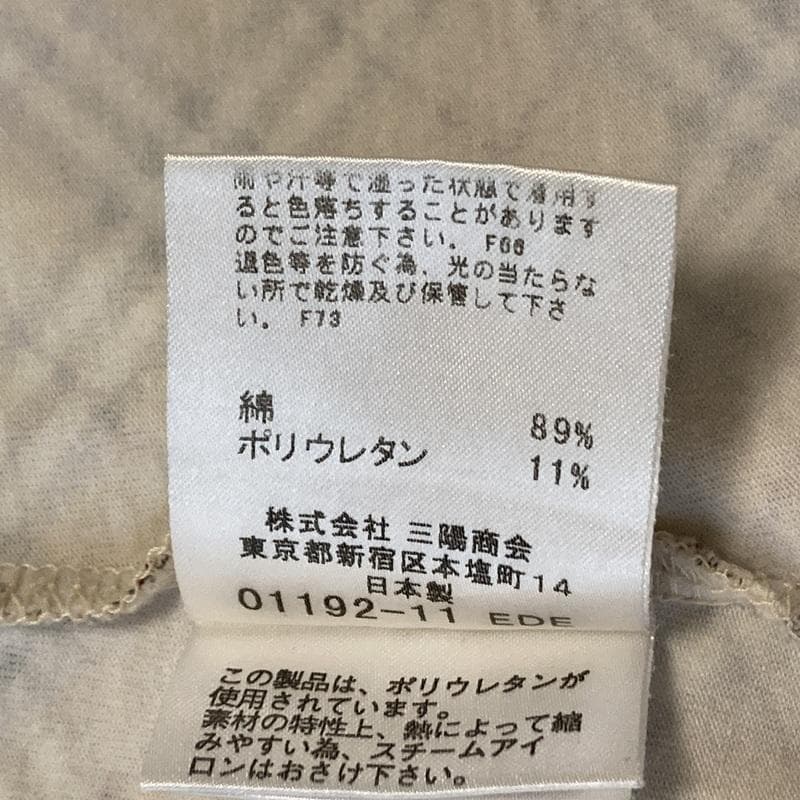 雨や汗等で湿った状態で着用す
ると色落ちすることがあります
のでご注意下さい。 F66
退色等を防ぐ為、光の当たらな
い所で乾燥及び保管して下さ
い。 F73
綿 89%
ポリウレタン 11%
株式会社 三陽商会
東京都新宿区本塩町14
日本製
01192-11 EDE
この製品は、ポリウレタンが
使用されています。
素材の特性上、熱によって縮
みやすい為、スチームアイ
ロンはおさけ下さい。